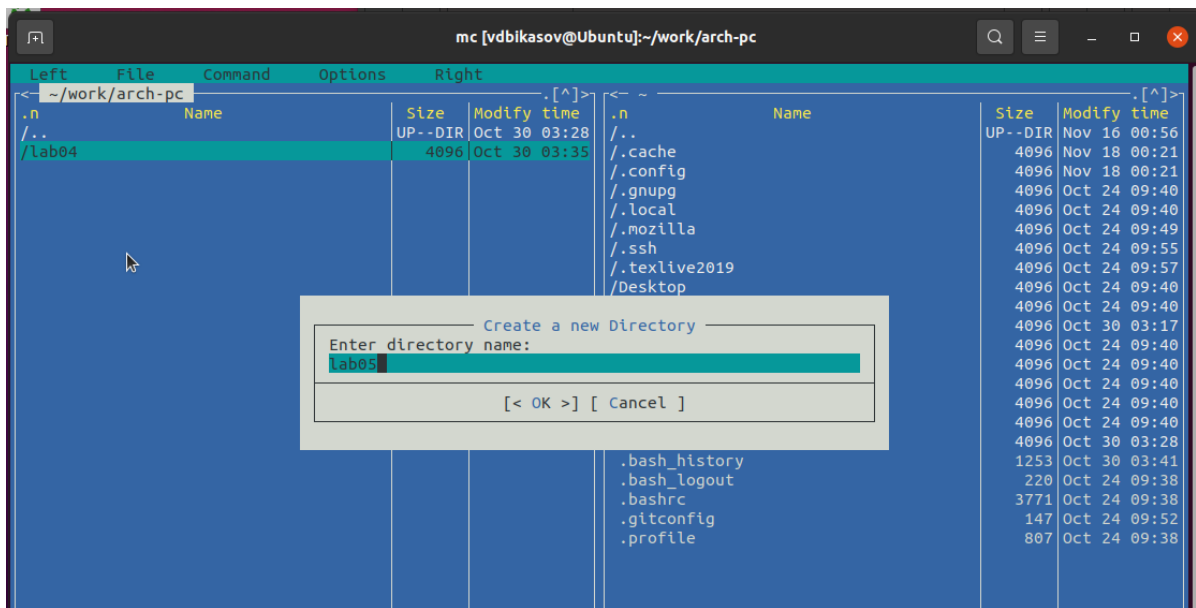 mc [vdbikasov@Ubuntu]:~/work/arch-pc
Left File Command Options Right
<— ~/work/arch-pc .[^]>
.n Name Size Modify time
/.. UP--DIR Oct 30 03:28
/lab04 4096 Oct 30 03:35
<— ~ .[^]>
.n Name Size Modify time
/.. UP--DIR Nov 16 00:56
/.cache 4096 Nov 18 00:21
/.config 4096 Nov 18 00:21
/.gnupg 4096 Oct 24 09:40
/.local 4096 Oct 24 09:40
/.mozilla 4096 Oct 24 09:49
/.ssh 4096 Oct 24 09:55
/.texlive2019 4096 Oct 24 09:57
/Desktop 4096 Oct 24 09:40
4096 Oct 24 09:40
4096 Oct 30 03:17
4096 Oct 24 09:40
4096 Oct 24 09:40
4096 Oct 24 09:40
4096 Oct 24 09:40
4096 Oct 24 09:40
4096 Oct 30 03:28
.bash_history 1253 Oct 30 03:41
.bash_logout 220 Oct 24 09:38
.bashrc 3771 Oct 24 09:38
.gitconfig 147 Oct 24 09:52
.profile 807 Oct 24 09:38
Create a new Directory
Enter directory name:
lab05
[< OK >] [ Cancel ]